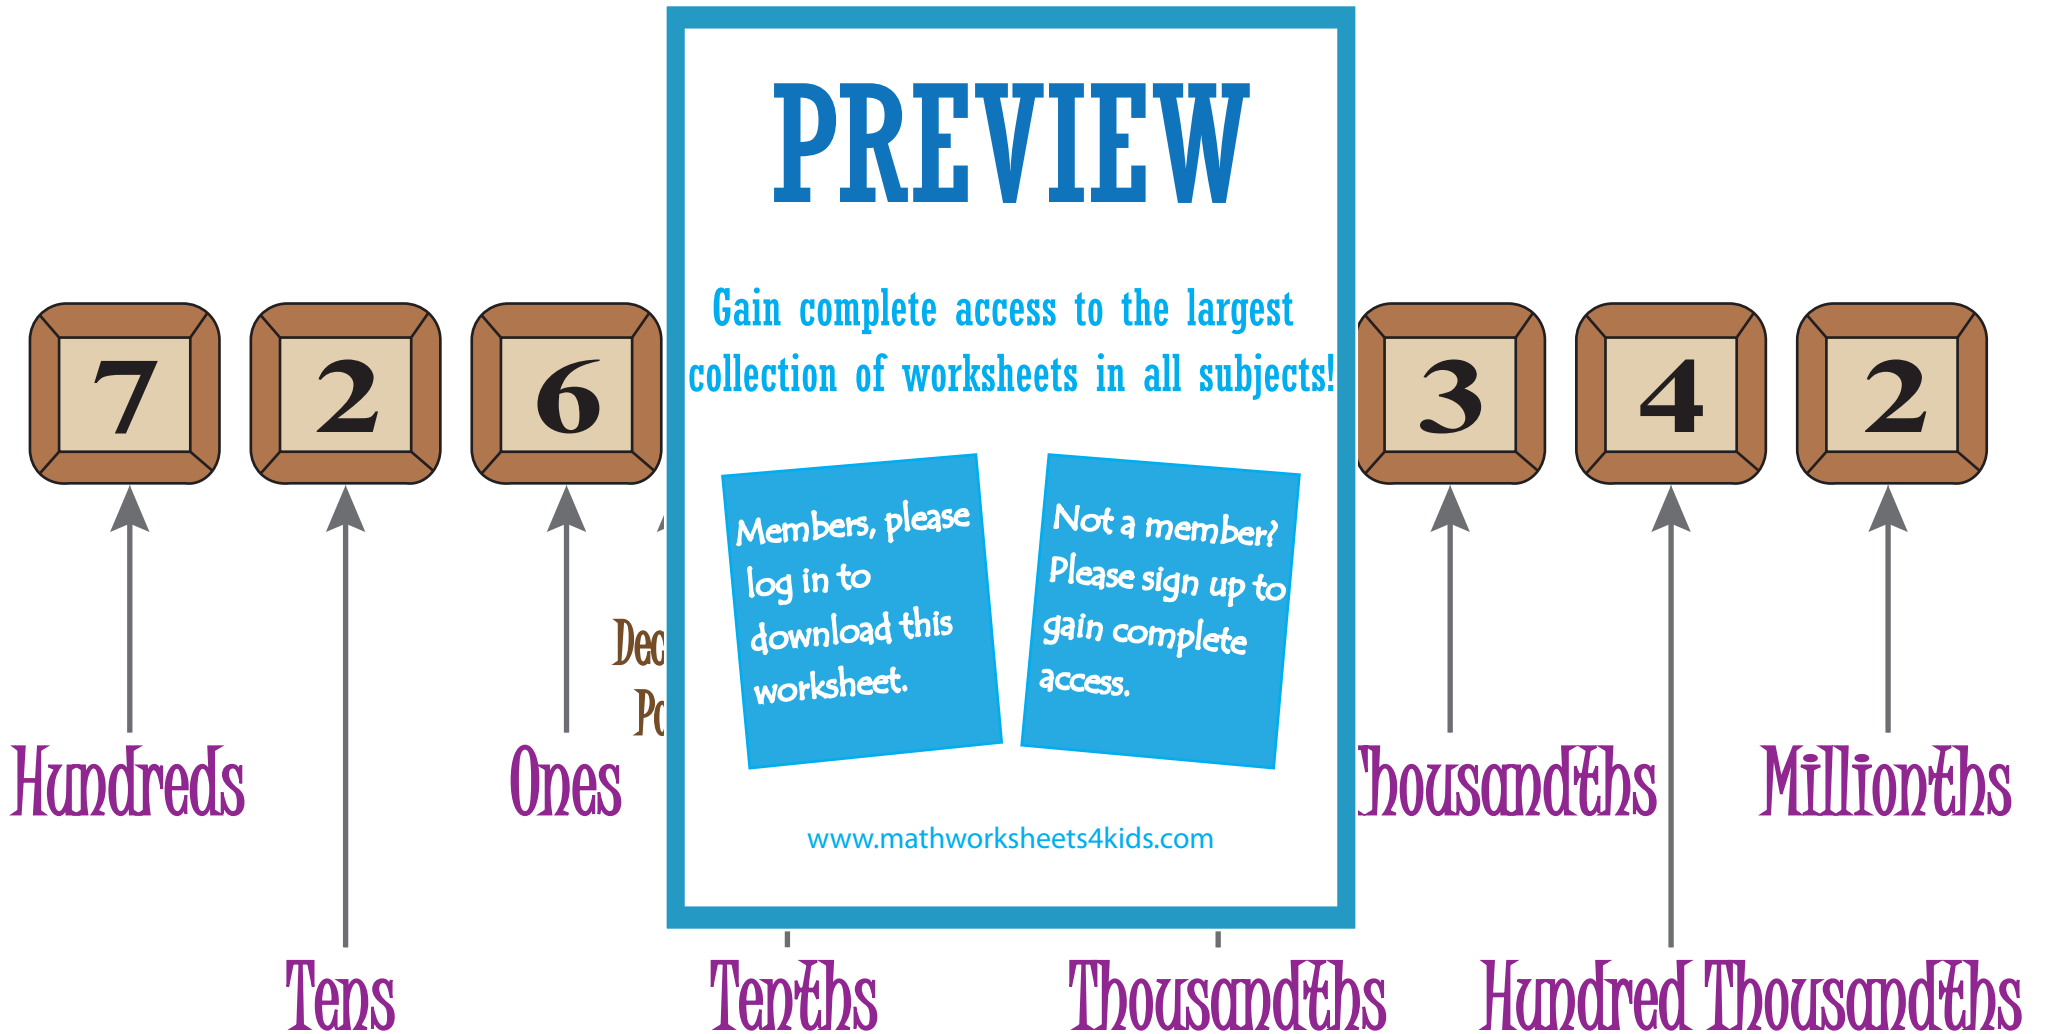 PREVIEW
Gain complete access to the largest
collection of worksheets in all subjects!
7 2 6 3 4 2
Members, please
log in to
download this
worksheet.
Not a member?
Please sign up to
gain complete
access.
Hundreds Ones Thousandths Millionths
www.mathworksheets4kids.com
Tens Tenths Thousandths Hundred Thousandths